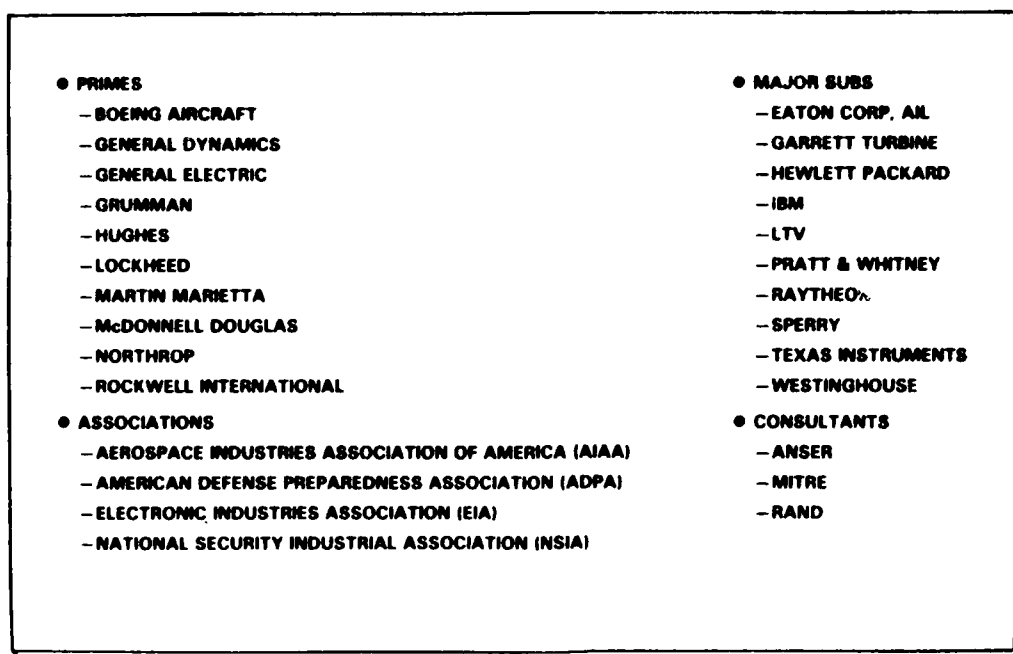 ● PRIMES
– BOEING AIRCRAFT
– GENERAL DYNAMICS
– GENERAL ELECTRIC
– GRUMMAN
– HUGHES
– LOCKHEED
– MARTIN MARIETTA
– McDONNELL DOUGLAS
– NORTHROP
– ROCKWELL INTERNATIONAL
● ASSOCIATIONS
– AEROSPACE INDUSTRIES ASSOCIATION OF AMERICA (AIAA)
– AMERICAN DEFENSE PREPAREDNESS ASSOCIATION (ADPA)
– ELECTRONIC INDUSTRIES ASSOCIATION (EIA)
– NATIONAL SECURITY INDUSTRIAL ASSOCIATION (NSIA)
● MAJOR SUBS
– EATON CORP, AIL
– GARRETT TURBINE
– HEWLETT PACKARD
– IBM
– LTV
– PRATT & WHITNEY
– RAYTHEON
– SPERRY
– TEXAS INSTRUMENTS
– WESTINGHOUSE
● CONSULTANTS
– ANSER
– MITRE
– RAND